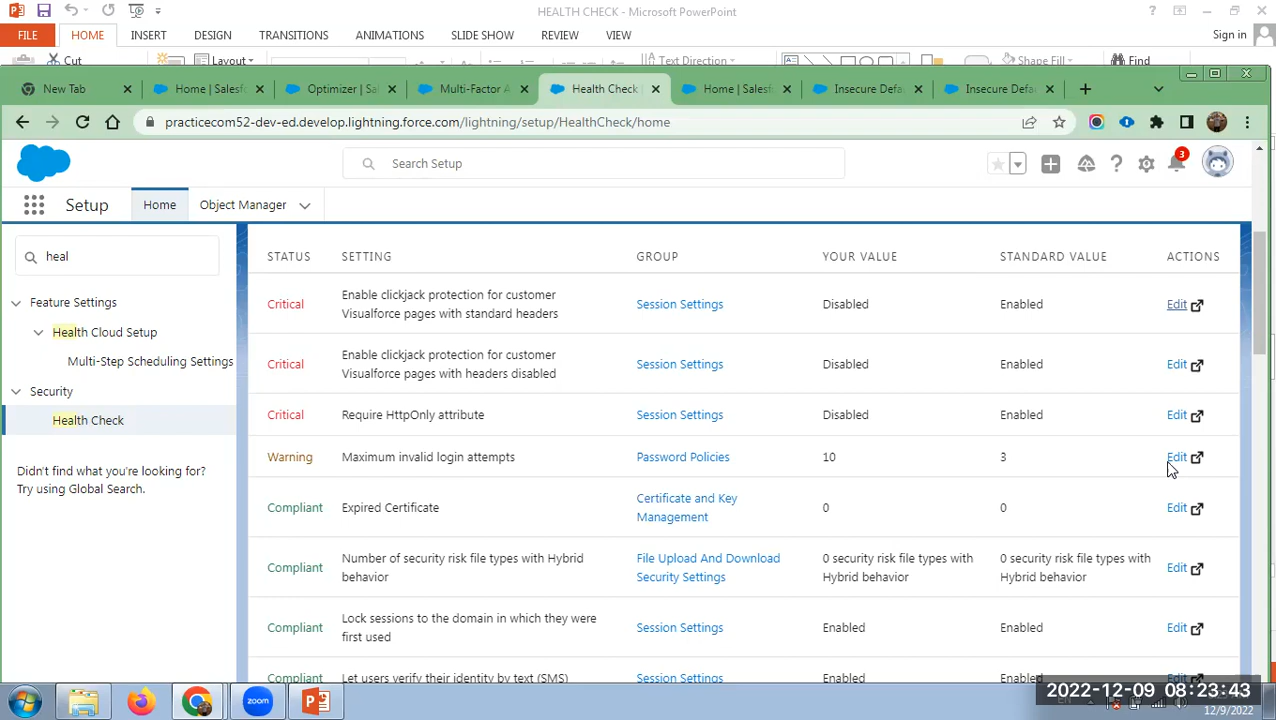 HEALTH CHECK - Microsoft PowerPoint
FILE HOME INSERT DESIGN TRANSITIONS ANIMATIONS SLIDE SHOW REVIEW VIEW Sign in
Cut Layout Text Direction Shape Fill Find
New Tab Home | Salesfo Optimizer | Sal Multi-Factor A Health Check Home | Salesf Insecure Defa Insecure Defa
practicecom52-dev-ed.develop.lightning.force.com/lightning/setup/HealthCheck/home
Search Setup
3
Setup Home Object Manager
heal
Feature Settings
Health Cloud Setup
Multi-Step Scheduling Settings
Security
Health Check
Didn't find what you're looking for?
Try using Global Search.
STATUS SETTING GROUP YOUR VALUE STANDARD VALUE ACTIONS
Critical Enable clickjack protection for customer Session Settings Disabled Enabled Edit
Visualforce pages with standard headers
Critical Enable clickjack protection for customer Session Settings Disabled Enabled Edit
Visualforce pages with headers disabled
Critical Require HttpOnly attribute Session Settings Disabled Enabled Edit
Warning Maximum invalid login attempts Password Policies 10 3 Edit
Compliant Expired Certificate Certificate and Key 0 0 Edit
Management
Compliant Number of security risk file types with Hybrid File Upload And Download 0 security risk file types with 0 security risk file types with Edit
behavior Security Settings Hybrid behavior Hybrid behavior
Compliant Lock sessions to the domain in which they were Session Settings Enabled Enabled Edit
first used
Compliant Let users verify their identity by text (SMS) Session Settings Enabled Enabled Edit
zoom
EN
2022-12-09 08:23:43
12/9/2022